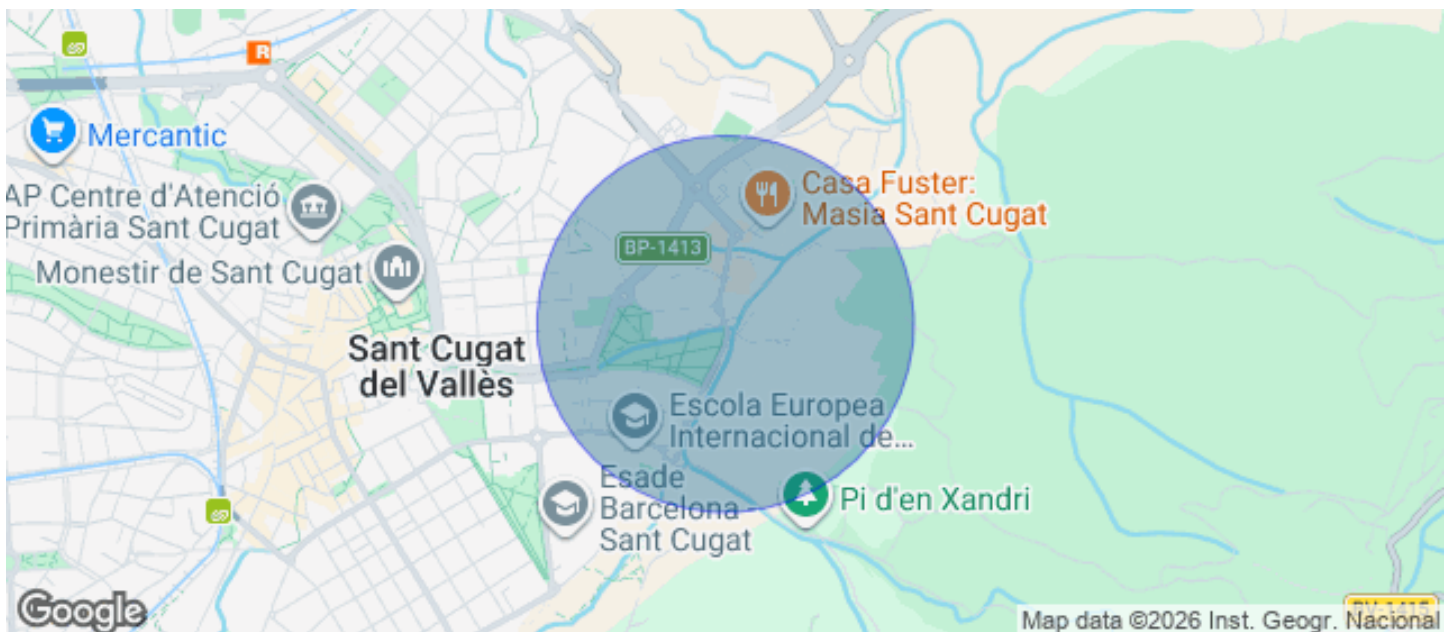 R
Mercantic
AP Centre d'Atenció
Primària Sant Cugat
Monestir de Sant Cugat
Casa Fuster:
Masia Sant Cugat
BP-1413
Sant Cugat
del Vallès
Escola Europea
Internacional de...
Esade
Barcelona -
Sant Cugat
Pi d'en Xandri
Google
BV-1415
Map data ©2026 Inst. Geogr. Nacional